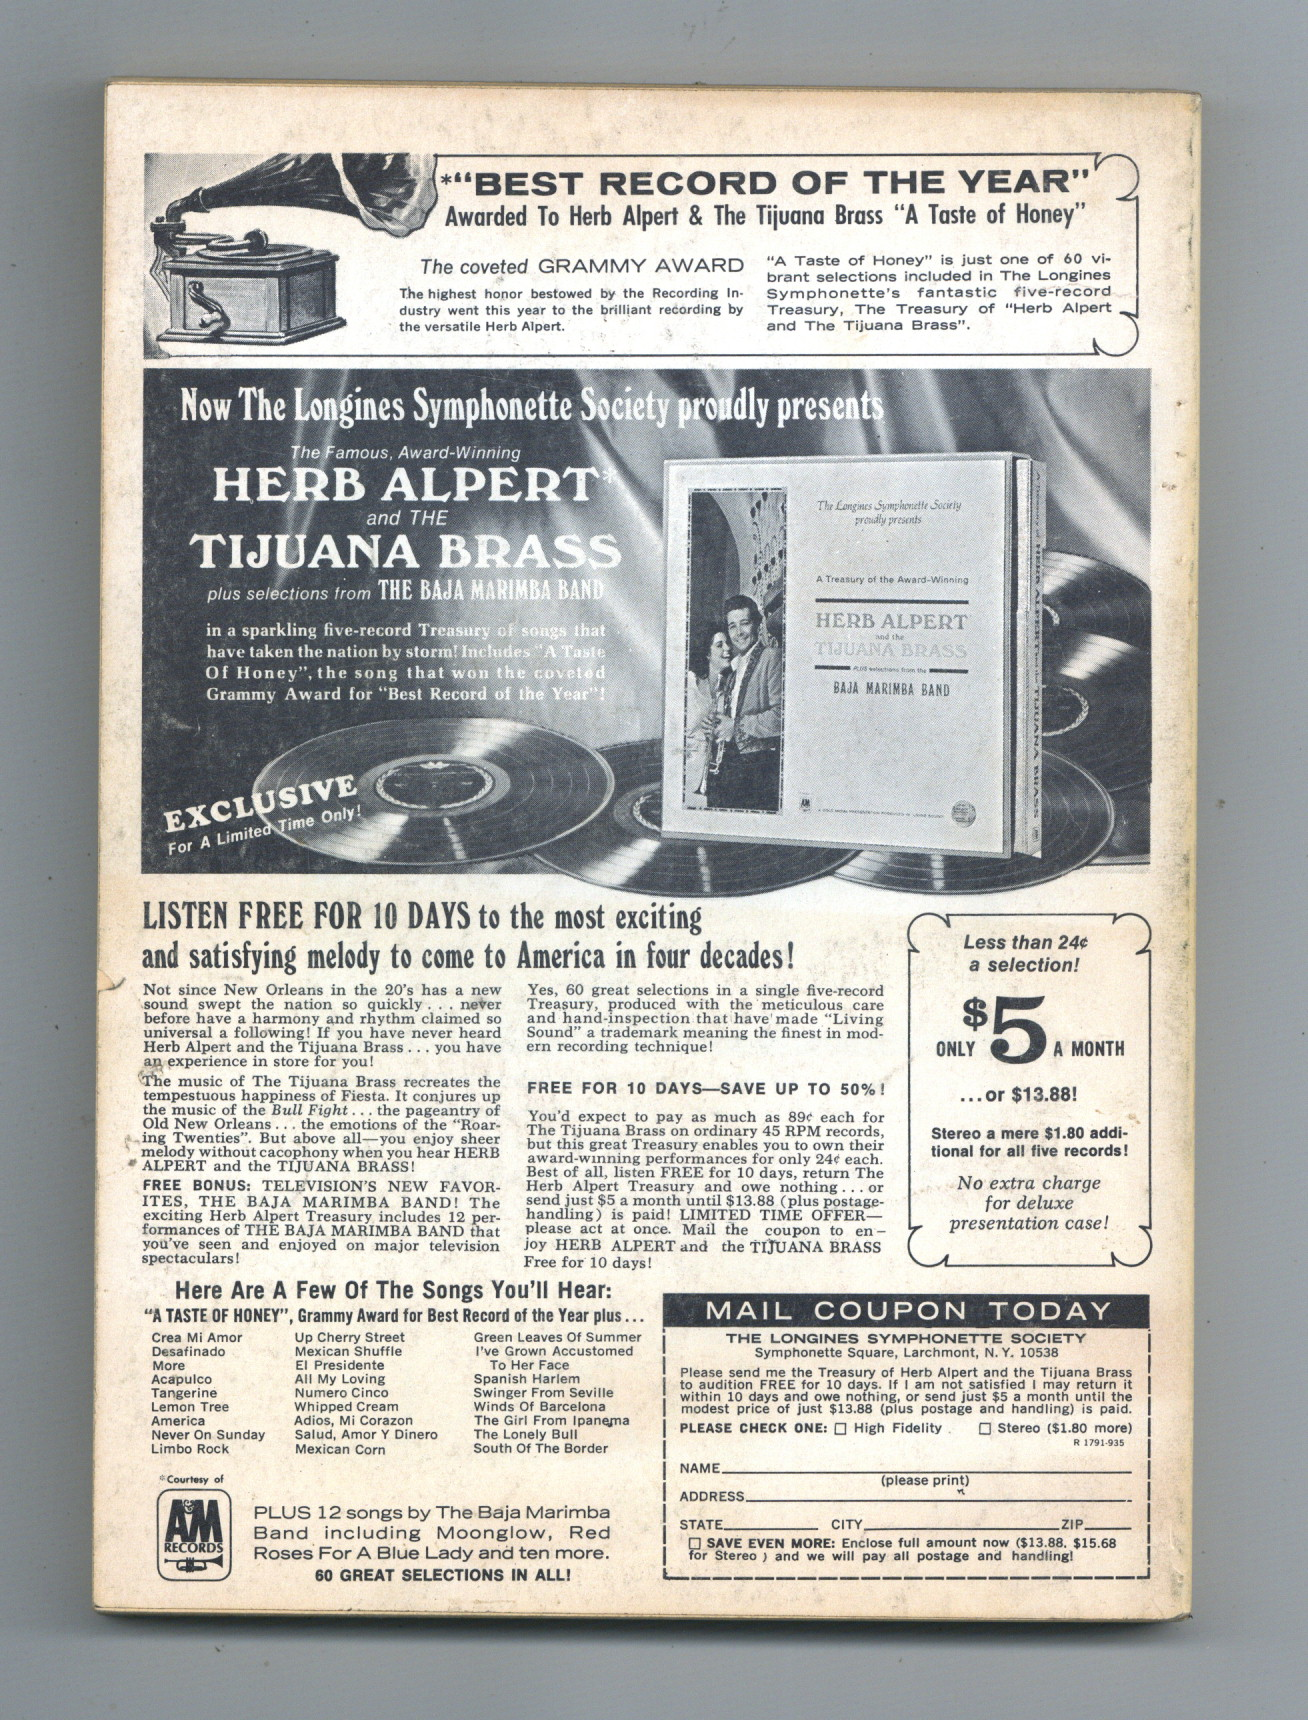 *“BEST RECORD OF THE YEAR”
Awarded To Herb Alpert & The Tijuana Brass “A Taste of Honey”
The coveted GRAMMY AWARD
The highest honor bestowed by the Recording In-
dustry went this year to the brilliant recording by
the versatile Herb Alpert.
“A Taste of Honey” is just one of 60 vi-
brant selections included in The Longines
Symphonette's fantastic five-record
Treasury, The Treasury of “Herb Alpert
and The Tijuana Brass”.
Now The Longines Symphonette Society proudly presents
The Famous, Award-Winning
HERB ALPERT*
and THE
TIJUANA BRASS
plus selections from THE BAJA MARIMBA BAND
in a sparkling five-record Treasury of songs that
have taken the nation by storm! Includes “A Taste
Of Honey”, the song that won the coveted
Grammy Award for “Best Record of the Year”!
EXCLUSIVE
For A Limited Time Only!
The Longines Symphonette Society
proudly presents
A Treasury of the Award-Winning
HERB ALPERT
and the
TIJUANA BRASS
PLUS selections from the
BAJA MARIMBA BAND
A&M
LISTEN FREE FOR 10 DAYS to the most exciting
and satisfying melody to come to America in four decades!
Not since New Orleans in the 20's has a new
sound swept the nation so quickly . . . never
before have a harmony and rhythm claimed so
universal a following! If you have never heard
Herb Alpert and the Tijuana Brass . . . you have
an experience in store for you!
The music of The Tijuana Brass recreates the
tempestuous happiness of Fiesta. It conjures up
the music of the Bull Fight . . . the pageantry of
Old New Orleans . . . the emotions of the “Roar-
ing Twenties”. But above all—you enjoy sheer
melody without cacophony when you hear HERB
ALPERT and the TIJUANA BRASS!
FREE BONUS: TELEVISION'S NEW FAVOR-
ITES, THE BAJA MARIMBA BAND! The
exciting Herb Alpert Treasury includes 12 per-
formances of THE BAJA MARIMBA BAND that
you've seen and enjoyed on major television
spectaculars!
Yes, 60 great selections in a single five-record
Treasury, produced with the meticulous care
and hand-inspection that have made “Living
Sound” a trademark meaning the finest in mod-
ern recording technique!
FREE FOR 10 DAYS—SAVE UP TO 50%!
You'd expect to pay as much as 89¢ each for
The Tijuana Brass on ordinary 45 RPM records,
but this great Treasury enables you to own their
award-winning performances for only 24¢ each.
Best of all, listen FREE for 10 days, return The
Herb Alpert Treasury and owe nothing . . . or
send just $5 a month until $13.88 (plus postage-
handling) is paid! LIMITED TIME OFFER—
please act at once. Mail the coupon to en-
joy HERB ALPERT and the TIJUANA BRASS
Free for 10 days!
Less than 24¢
a selection!
ONLY $5 A MONTH
...or $13.88!
Stereo a mere $1.80 addi-
tional for all five records!
No extra charge
for deluxe
presentation case!
Here Are A Few Of The Songs You'll Hear:
“A TASTE OF HONEY”, Grammy Award for Best Record of the Year plus...
Crea Mi Amor
Desafinado
More
Acapulco
Tangerine
Lemon Tree
America
Never On Sunday
Limbo Rock
Up Cherry Street
Mexican Shuffle
El Presidente
All My Loving
Numero Cinco
Whipped Cream
Adios, Mi Corazon
Salud, Amor Y Dinero
Mexican Corn
Green Leaves Of Summer
I've Grown Accustomed
To Her Face
Spanish Harlem
Swinger From Seville
Winds Of Barcelona
The Girl From Ipanema
The Lonely Bull
South Of The Border
*Courtesy of
A&M
RECORDS
PLUS 12 songs by The Baja Marimba
Band including Moonglow, Red
Roses For A Blue Lady and ten more.
60 GREAT SELECTIONS IN ALL!
MAIL COUPON TODAY
THE LONGINES SYMPHONETTE SOCIETY
Symphonette Square, Larchmont, N. Y. 10538
Please send me the Treasury of Herb Alpert and the Tijuana Brass
to audition FREE for 10 days. If I am not satisfied I may return it
within 10 days and owe nothing, or send just $5 a month until the
modest price of just $13.88 (plus postage and handling) is paid.
PLEASE CHECK ONE: ☐ High Fidelity ☐ Stereo ($1.80 more)
R 1791-935
NAME
(please print)
ADDRESS
STATE CITY ZIP
☐ SAVE EVEN MORE: Enclose full amount now ($13.88, $15.68
for Stereo ) and we will pay all postage and handling!